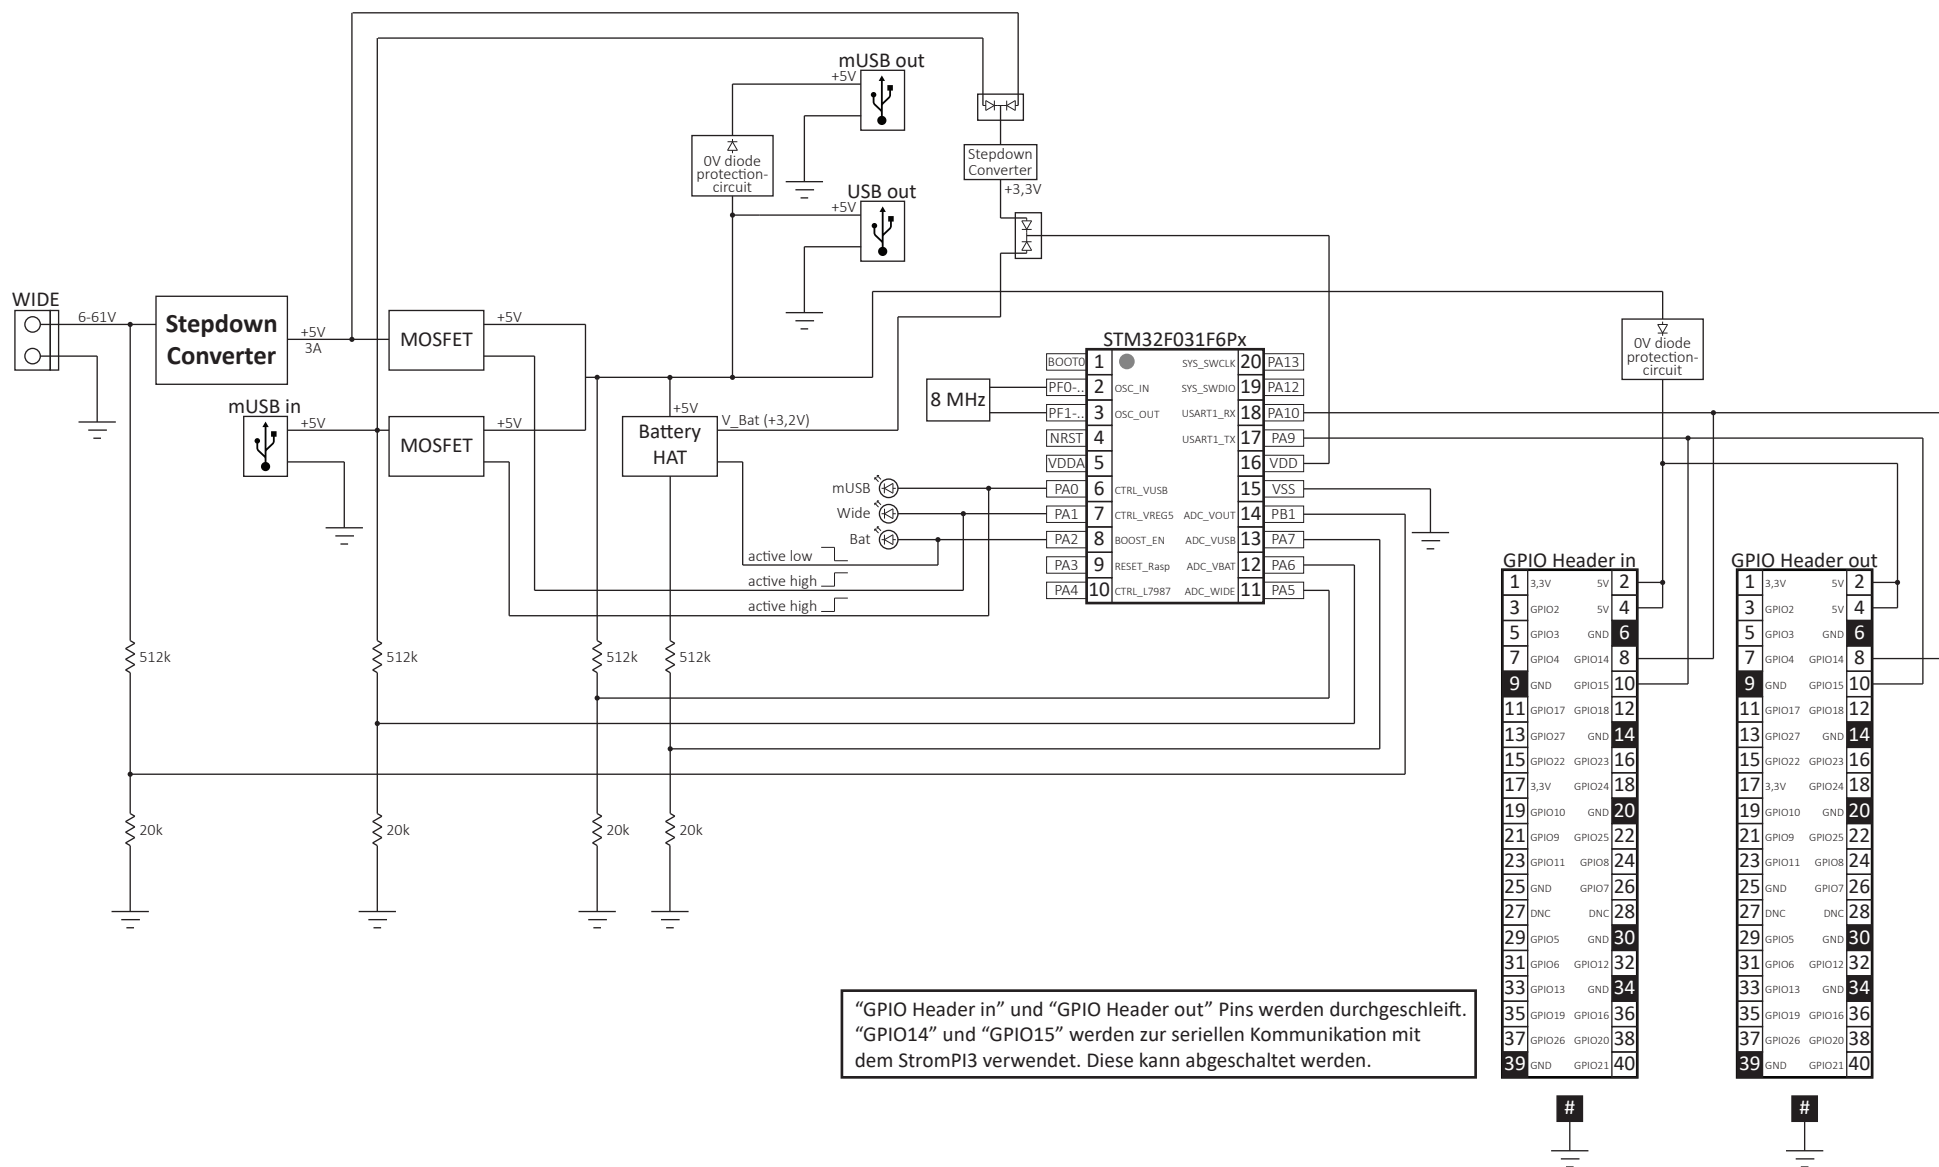 mUSB out
+5V
0V diode
protection-
circuit
USB out
+5V
Stepdown
Converter
+3,3V
WIDE
6-61V
Stepdown
Converter
+5V
3A
MOSFET
+5V
mUSB in
+5V
MOSFET
+5V
+5V
Battery
HAT
V_Bat (+3,2V)
8 MHz
mUSB
Wide
Bat
active low
active high
active high
512k
512k
512k
512k
20k
20k
20k
20k
STM32F031F6Px
BOOT0 1 SYS_SWCLK 20 PA13
PF0-.. 2 OSC_IN SYS_SWDIO 19 PA12
PF1-.. 3 OSC_OUT USART1_RX 18 PA10
NRST 4 USART1_TX 17 PA9
VDDA 5 16 VDD
PA0 6 CTRL_VUSB 15 VSS
PA1 7 CTRL_VREG5 ADC_VOUT 14 PB1
PA2 8 BOOST_EN ADC_VUSB 13 PA7
PA3 9 RESET_Rasp ADC_VBAT 12 PA6
PA4 10 CTRL_L7987 ADC_WIDE 11 PA5
0V diode
protection-
circuit
GPIO Header in
1 3,3V 5V 2
3 GPIO2 5V 4
5 GPIO3 GND 6
7 GPIO4 GPIO14 8
9 GND GPIO15 10
11 GPIO17 GPIO18 12
13 GPIO27 GND 14
15 GPIO22 GPIO23 16
17 3,3V GPIO24 18
19 GPIO10 GND 20
21 GPIO9 GPIO25 22
23 GPIO11 GPIO8 24
25 GND GPIO7 26
27 DNC DNC 28
29 GPIO5 GND 30
31 GPIO6 GPIO12 32
33 GPIO13 GND 34
35 GPIO19 GPIO16 36
37 GPIO26 GPIO20 38
39 GND GPIO21 40
#
GPIO Header out
1 3,3V 5V 2
3 GPIO2 5V 4
5 GPIO3 GND 6
7 GPIO4 GPIO14 8
9 GND GPIO15 10
11 GPIO17 GPIO18 12
13 GPIO27 GND 14
15 GPIO22 GPIO23 16
17 3,3V GPIO24 18
19 GPIO10 GND 20
21 GPIO9 GPIO25 22
23 GPIO11 GPIO8 24
25 GND GPIO7 26
27 DNC DNC 28
29 GPIO5 GND 30
31 GPIO6 GPIO12 32
33 GPIO13 GND 34
35 GPIO19 GPIO16 36
37 GPIO26 GPIO20 38
39 GND GPIO21 40
#
“GPIO Header in” und “GPIO Header out” Pins werden durchgeschleift.
“GPIO14” und “GPIO15” werden zur seriellen Kommunikation mit
dem StromPI3 verwendet. Diese kann abgeschaltet werden.